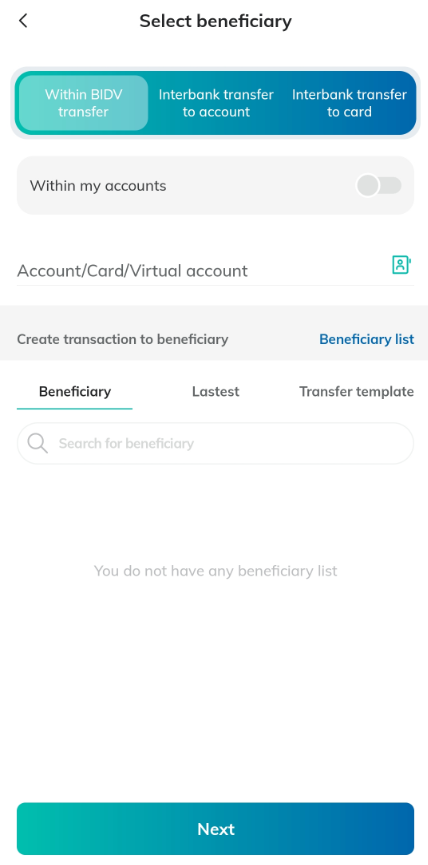 Select beneficiary
Within BIDV
transfer
Interbank transfer
to account
Interbank transfer
to card
Within my accounts
Account/Card/Virtual account
Create transaction to beneficiary
Beneficiary list
Beneficiary
Lastest
Transfer template
Search for beneficiary
You do not have any beneficiary list
Next